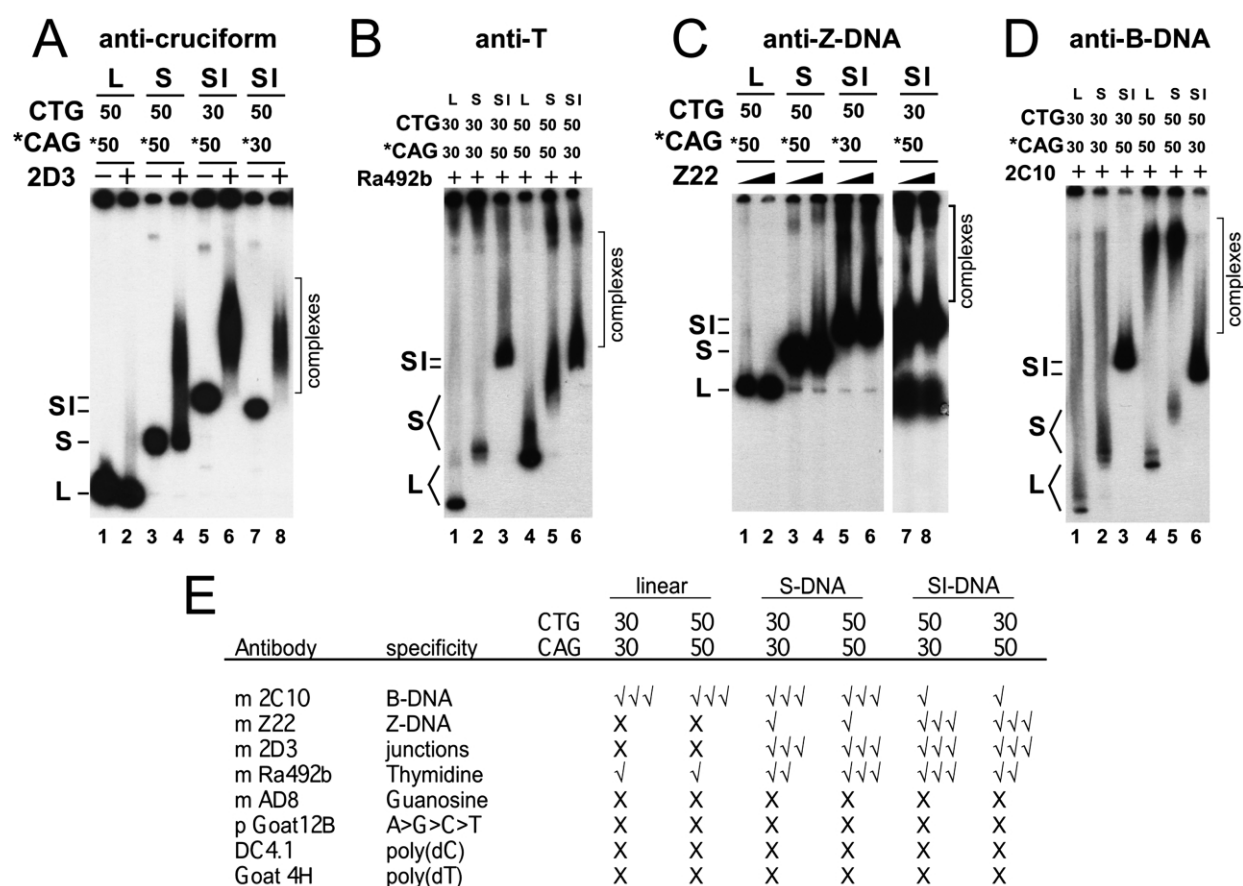 A anti-cruciform
L S SI SI
CTG 50 50 30 50
*CAG *50 *50 *50 *30
2D3 – + – + – + – +
SI
S
L
complexes
1 2 3 4 5 6 7 8
B anti-T
L S SI L S SI
CTG 30 30 30 50 50 50
*CAG 30 30 50 50 50 30
Ra492b + + + + + +
SI
S
L
complexes
1 2 3 4 5 6
C anti-Z-DNA
L S SI SI
CTG 50 50 50 30
*CAG *50 *50 *30 *50
Z22
SI
S
L
complexes
1 2 3 4 5 6 7 8
D anti-B-DNA
L S SI L S SI
CTG 30 30 30 50 50 50
*CAG 30 30 50 50 50 30
2C10 + + + + + +
SI
S
L
complexes
1 2 3 4 5 6
E
linear S-DNA SI-DNA
CTG 30 50 30 50 50 30
Antibody specificity CAG 30 50 30 50 30 50
m 2C10 B-DNA √√√ √√√ √√√ √√√ √ √
m Z22 Z-DNA X X √ √ √√√ √√√
m 2D3 junctions X X √√√ √√√ √√√ √√√
m Ra492b Thymidine √ √ √√ √√√ √√√ √√
m AD8 Guanosine X X X X X X
p Goat12B A>G>C>T X X X X X X
DC4.1 poly(dC) X X X X X X
Goat 4H poly(dT) X X X X X X